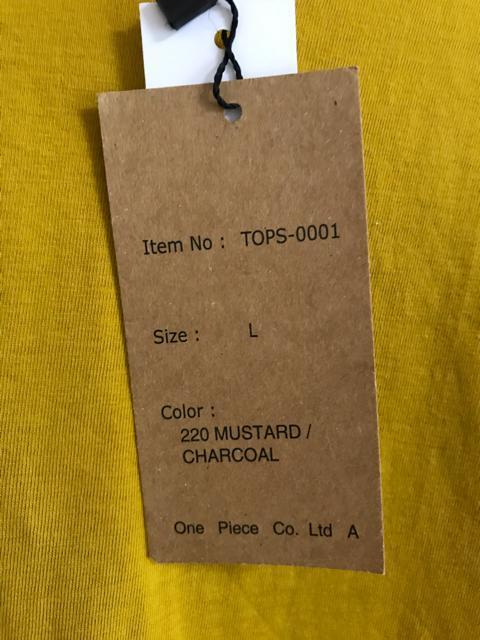 Item No : TOPS-0001
Size : L
Color :
220 MUSTARD /
CHARCOAL
One Piece Co. Ltd A